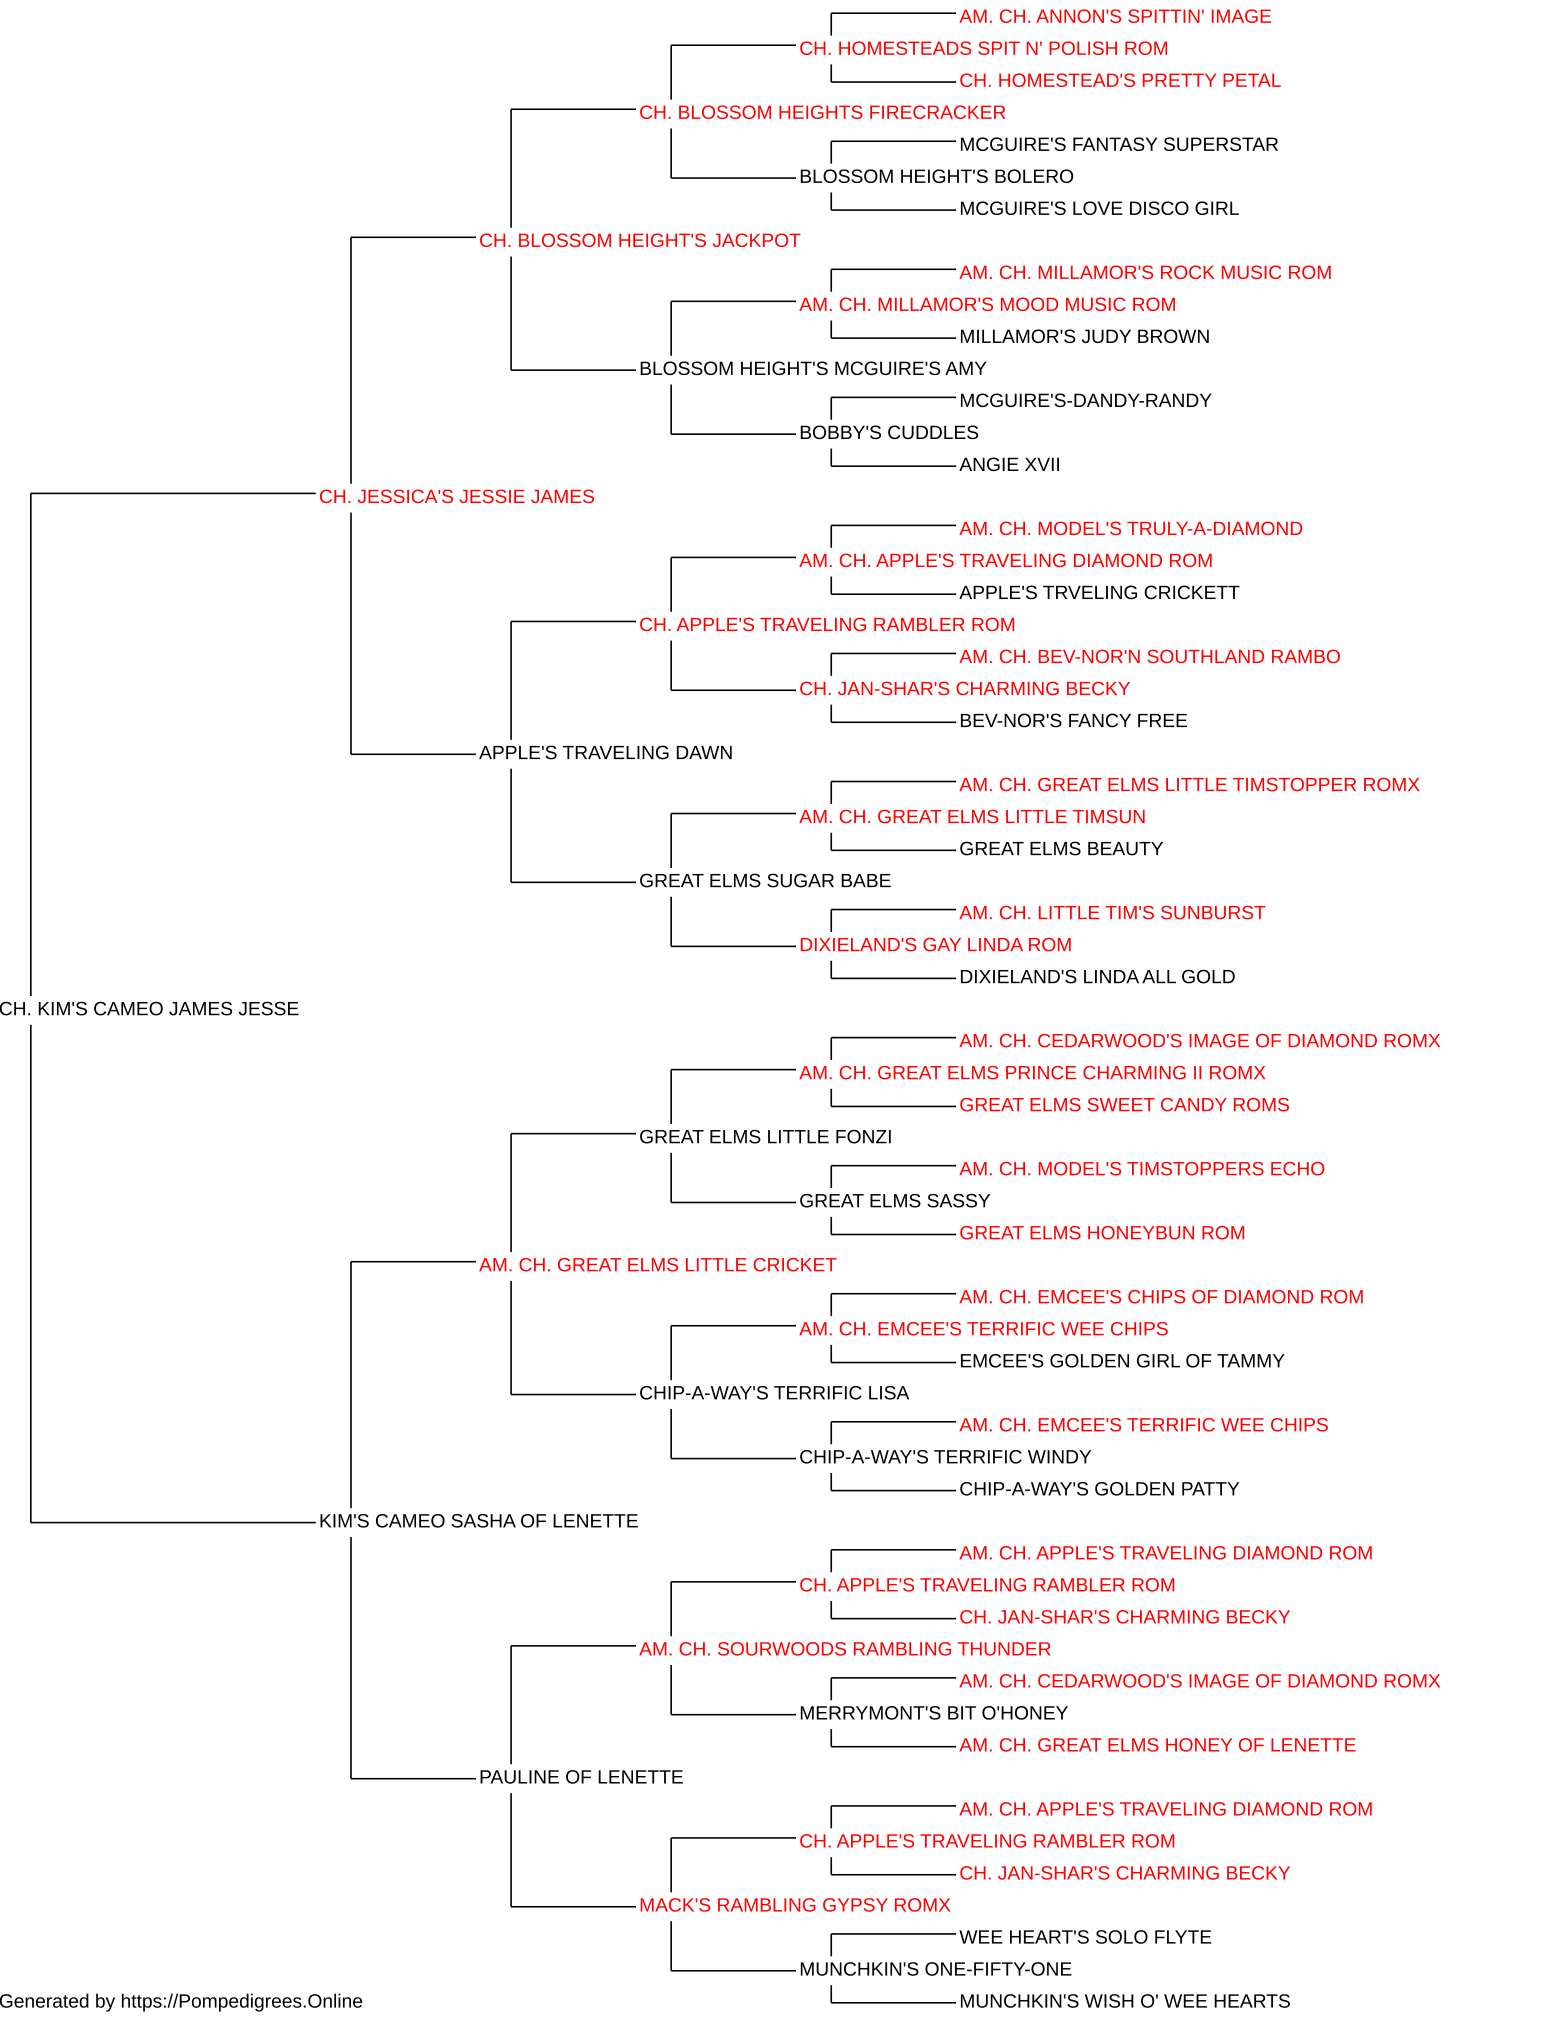 AM. CH. ANNON'S SPITTIN' IMAGE
CH. HOMESTEADS SPIT N' POLISH ROM
CH. HOMESTEAD'S PRETTY PETAL
CH. BLOSSOM HEIGHTS FIRECRACKER
MCGUIRE'S FANTASY SUPERSTAR
BLOSSOM HEIGHT'S BOLERO
MCGUIRE'S LOVE DISCO GIRL
CH. BLOSSOM HEIGHT'S JACKPOT
AM. CH. MILLAMOR'S ROCK MUSIC ROM
AM. CH. MILLAMOR'S MOOD MUSIC ROM
MILLAMOR'S JUDY BROWN
BLOSSOM HEIGHT'S MCGUIRE'S AMY
MCGUIRE'S-DANDY-RANDY
BOBBY'S CUDDLES
ANGIE XVII
CH. JESSICA'S JESSIE JAMES
AM. CH. MODEL'S TRULY-A-DIAMOND
AM. CH. APPLE'S TRAVELING DIAMOND ROM
APPLE'S TRVELING CRICKETT
CH. APPLE'S TRAVELING RAMBLER ROM
AM. CH. BEV-NOR'N SOUTHLAND RAMBO
CH. JAN-SHAR'S CHARMING BECKY
BEV-NOR'S FANCY FREE
APPLE'S TRAVELING DAWN
AM. CH. GREAT ELMS LITTLE TIMSTOPPER ROMX
AM. CH. GREAT ELMS LITTLE TIMSUN
GREAT ELMS BEAUTY
GREAT ELMS SUGAR BABE
AM. CH. LITTLE TIM'S SUNBURST
DIXIELAND'S GAY LINDA ROM
DIXIELAND'S LINDA ALL GOLD
CH. KIM'S CAMEO JAMES JESSE
AM. CH. CEDARWOOD'S IMAGE OF DIAMOND ROMX
AM. CH. GREAT ELMS PRINCE CHARMING II ROMX
GREAT ELMS SWEET CANDY ROMS
GREAT ELMS LITTLE FONZI
AM. CH. MODEL'S TIMSTOPPERS ECHO
GREAT ELMS SASSY
GREAT ELMS HONEYBUN ROM
AM. CH. GREAT ELMS LITTLE CRICKET
AM. CH. EMCEE'S CHIPS OF DIAMOND ROM
AM. CH. EMCEE'S TERRIFIC WEE CHIPS
EMCEE'S GOLDEN GIRL OF TAMMY
CHIP-A-WAY'S TERRIFIC LISA
AM. CH. EMCEE'S TERRIFIC WEE CHIPS
CHIP-A-WAY'S TERRIFIC WINDY
CHIP-A-WAY'S GOLDEN PATTY
KIM'S CAMEO SASHA OF LENETTE
AM. CH. APPLE'S TRAVELING DIAMOND ROM
CH. APPLE'S TRAVELING RAMBLER ROM
CH. JAN-SHAR'S CHARMING BECKY
AM. CH. SOURWOODS RAMBLING THUNDER
AM. CH. CEDARWOOD'S IMAGE OF DIAMOND ROMX
MERRYMONT'S BIT O'HONEY
AM. CH. GREAT ELMS HONEY OF LENETTE
PAULINE OF LENETTE
AM. CH. APPLE'S TRAVELING DIAMOND ROM
CH. APPLE'S TRAVELING RAMBLER ROM
CH. JAN-SHAR'S CHARMING BECKY
MACK'S RAMBLING GYPSY ROMX
WEE HEART'S SOLO FLYTE
MUNCHKIN'S ONE-FIFTY-ONE
MUNCHKIN'S WISH O' WEE HEARTS
Generated by https://Pompedigrees.Online